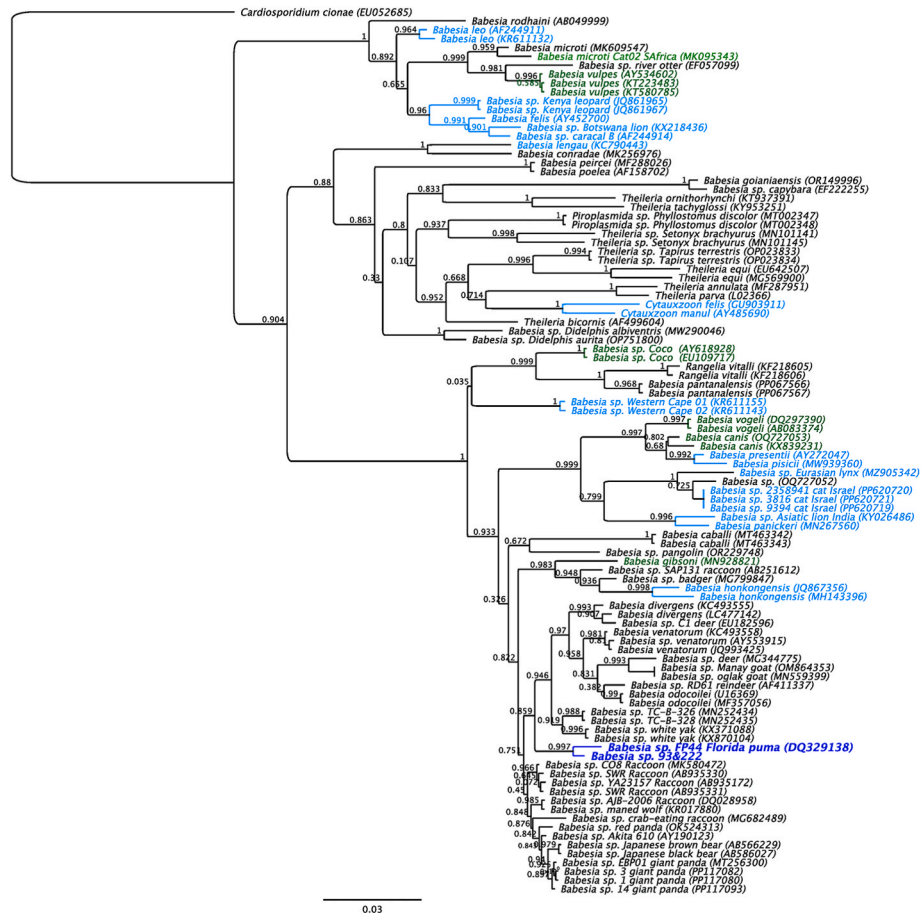 Cardiosporidium cionae (EU052685)
Babesia rodhaini (AB049999)
Babesia leo (AF244911)
Babesia leo (KR611132)
Babesia microti (MK609547)
Babesia microti Cat02 SAfrica (MK095343)
Babesia sp. river otter (EF057099)
Babesia vulpes (AY534602)
Babesia vulpes (KT223483)
Babesia vulpes (KT580785)
Babesia sp. Kenya leopard (JQ861965)
Babesia sp. Kenya leopard (JQ861967)
Babesia felis (AY452700)
Babesia sp. Botswana lion (KX218436)
Babesia sp. caracal B (AF244914)
Babesia lengau (KC790443)
Babesia conradae (MK256976)
Babesia peircei (MF288026)
Babesia poelea (AF158702)
Babesia goianiaensis (OR149996)
Babesia sp. capybara (EF222255)
Theileria ornithorhynchi (KT937391)
Theileria tachyglossi (KY953251)
Piroplasmida sp. Phyllostomus discolor (MT002347)
Piroplasmida sp. Phyllostomus discolor (MT002348)
Theileria sp. Setonyx brachyurus (MN101141)
Theileria sp. Setonyx brachyurus (MN101145)
Theileria sp. Tapirus terrestris (OP023833)
Theileria sp. Tapirus terrestris (OP023834)
Theileria equi (EU642507)
Theileria equi (MG569900)
Theileria annulata (MF287951)
Theileria parva (L02366)
Cytauxzoon felis (GU903911)
Cytauxzoon manul (AY485690)
Theileria bicornis (AF499604)
Babesia sp. Didelphis albiventris (MW290046)
Babesia sp. Didelphis aurita (OP751800)
Babesia sp. Coco (AY618928)
Babesia sp. Coco (EU109717)
Rangelia vitalli (KF218605)
Rangelia vitalli (KF218606)
Babesia pantanalensis (PP067566)
Babesia pantanalensis (PP067567)
Babesia sp. Western Cape 01 (KR611155)
Babesia sp. Western Cape 02 (KR611143)
Babesia vogeli (DQ297390)
Babesia vogeli (AB083374)
Babesia canis (OQ727053)
Babesia canis (KX839231)
Babesia presentii (AY272047)
Babesia pisicii (MW939360)
Babesia sp. Eurasian lynx (MZ905342)
Babesia sp. (OQ727052)
Babesia sp. 2358941 cat Israel (PP620720)
Babesia sp. 3816 cat Israel (PP620721)
Babesia sp. 9394 cat Israel (PP620719)
Babesia sp. Asiatic lion India (KY026486)
Babesia panickeri (MN267560)
Babesia caballi (MT463342)
Babesia caballi (MT463343)
Babesia sp. pangolin (OR229748)
Babesia gibsoni (MN928821)
Babesia sp. SAP131 raccoon (AB251612)
Babesia sp. badger (MG799847)
Babesia honkongensis (JQ867356)
Babesia honkongensis (MH143396)
Babesia divergens (KC493555)
Babesia divergens (LC477142)
Babesia sp. C1 deer (EU182596)
Babesia venatorum (KC493558)
Babesia sp. venatorum (AY553915)
Babesia venatorum (JQ993425)
Babesia sp. deer (MG344775)
Babesia sp. Manay goat (OM864353)
Babesia sp. oglak goat (MN559399)
Babesia sp. RD61 reindeer (AF411337)
Babesia odocoilei (U16369)
Babesia odocoilei (MF357056)
Babesia sp. TC-B-326 (MN252434)
Babesia sp. TC-B-328 (MN252435)
Babesia sp. white yak (KX371088)
Babesia sp. white yak (KX870104)
Babesia sp. FP44 Florida puma (DQ329138)
Babesia sp. 93&222
Babesia sp. CO8 Raccoon (MK580472)
Babesia sp. SWR Raccoon (AB935330)
Babesia sp. YA23157 Raccoon (AB935172)
Babesia sp. SWR Raccoon (AB935331)
Babesia sp. AJB-2006 Raccoon (DQ028958)
Babesia sp. maned wolf (KR017880)
Babesia sp. crab-eating raccoon (MG682489)
Babesia sp. red panda (OK524313)
Babesia sp. Akita 610 (AY190123)
Babesia sp. Japanese brown bear (AB566229)
Babesia sp. Japanese black bear (AB586027)
Babesia sp. EBP01 giant panda (MT256300)
Babesia sp. 3 giant panda (PP117082)
Babesia sp. 1 giant panda (PP117080)
Babesia sp. 14 giant panda (PP117093)
0.03